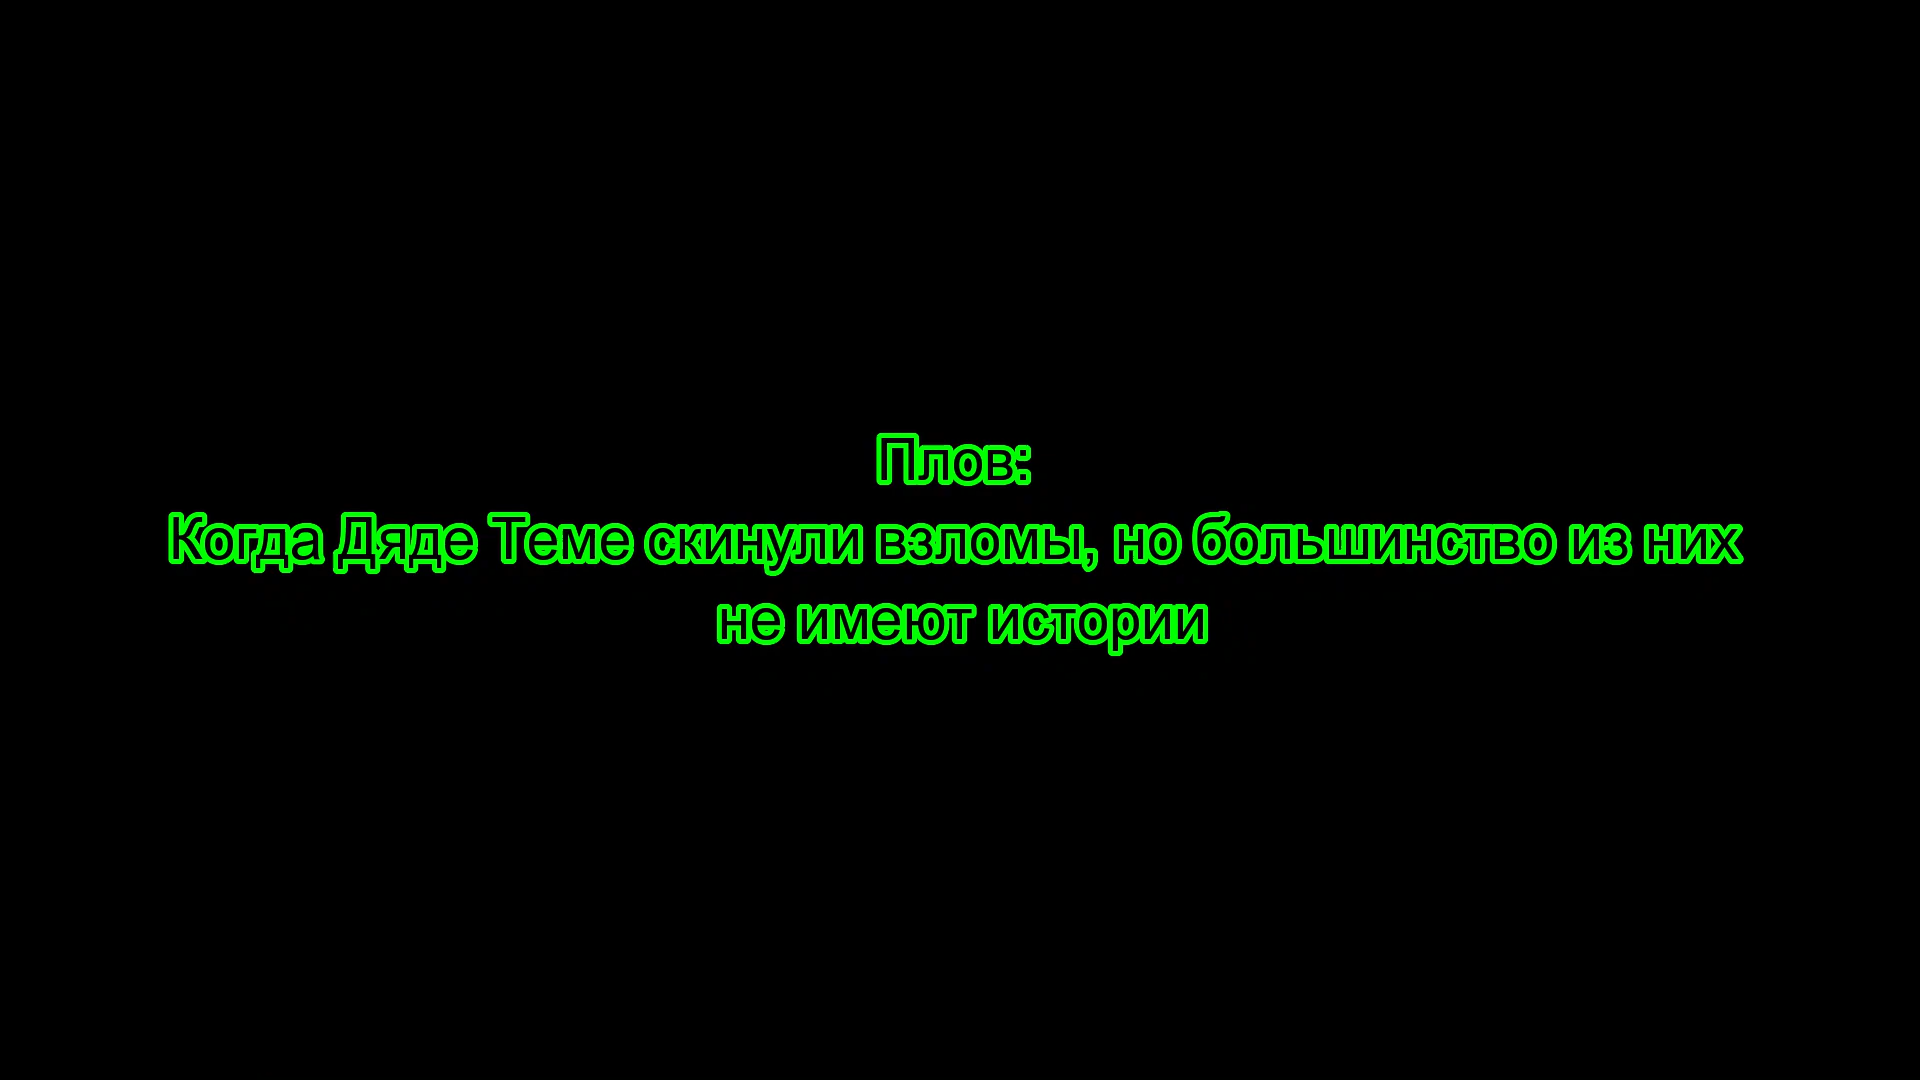 Плов:
Когда Дяде Теме скинули взломы, но большинство из них
не имеют истории